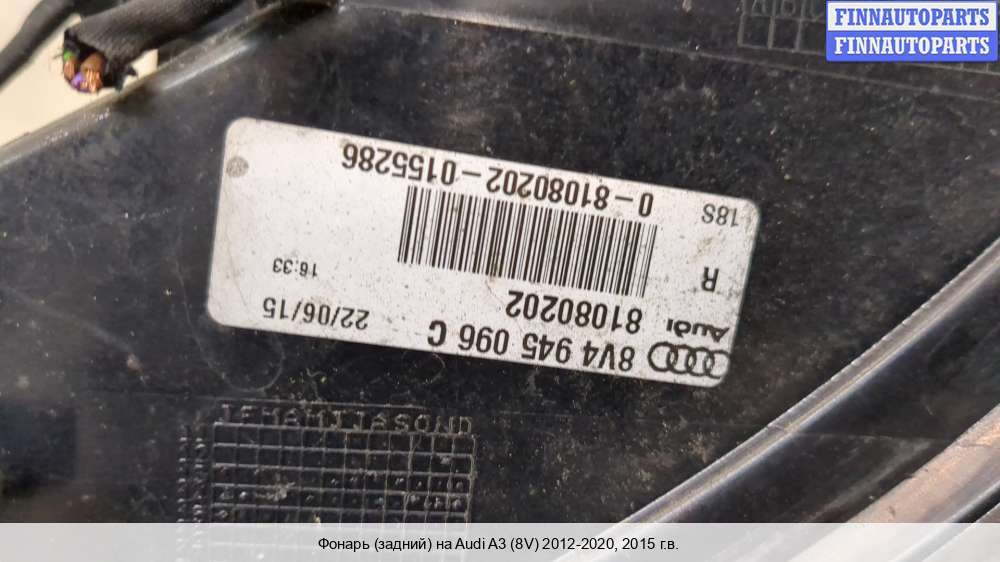 FINNAUTOPARTS
FINNAUTOPARTS
8V4 945 096 C
Audi
81080202
22/06/15
16:33
R
18S
0-81080202-0155286
JFMAMJJASOND
Фонарь (задний) на Audi A3 (8V) 2012-2020, 2015 г.в.